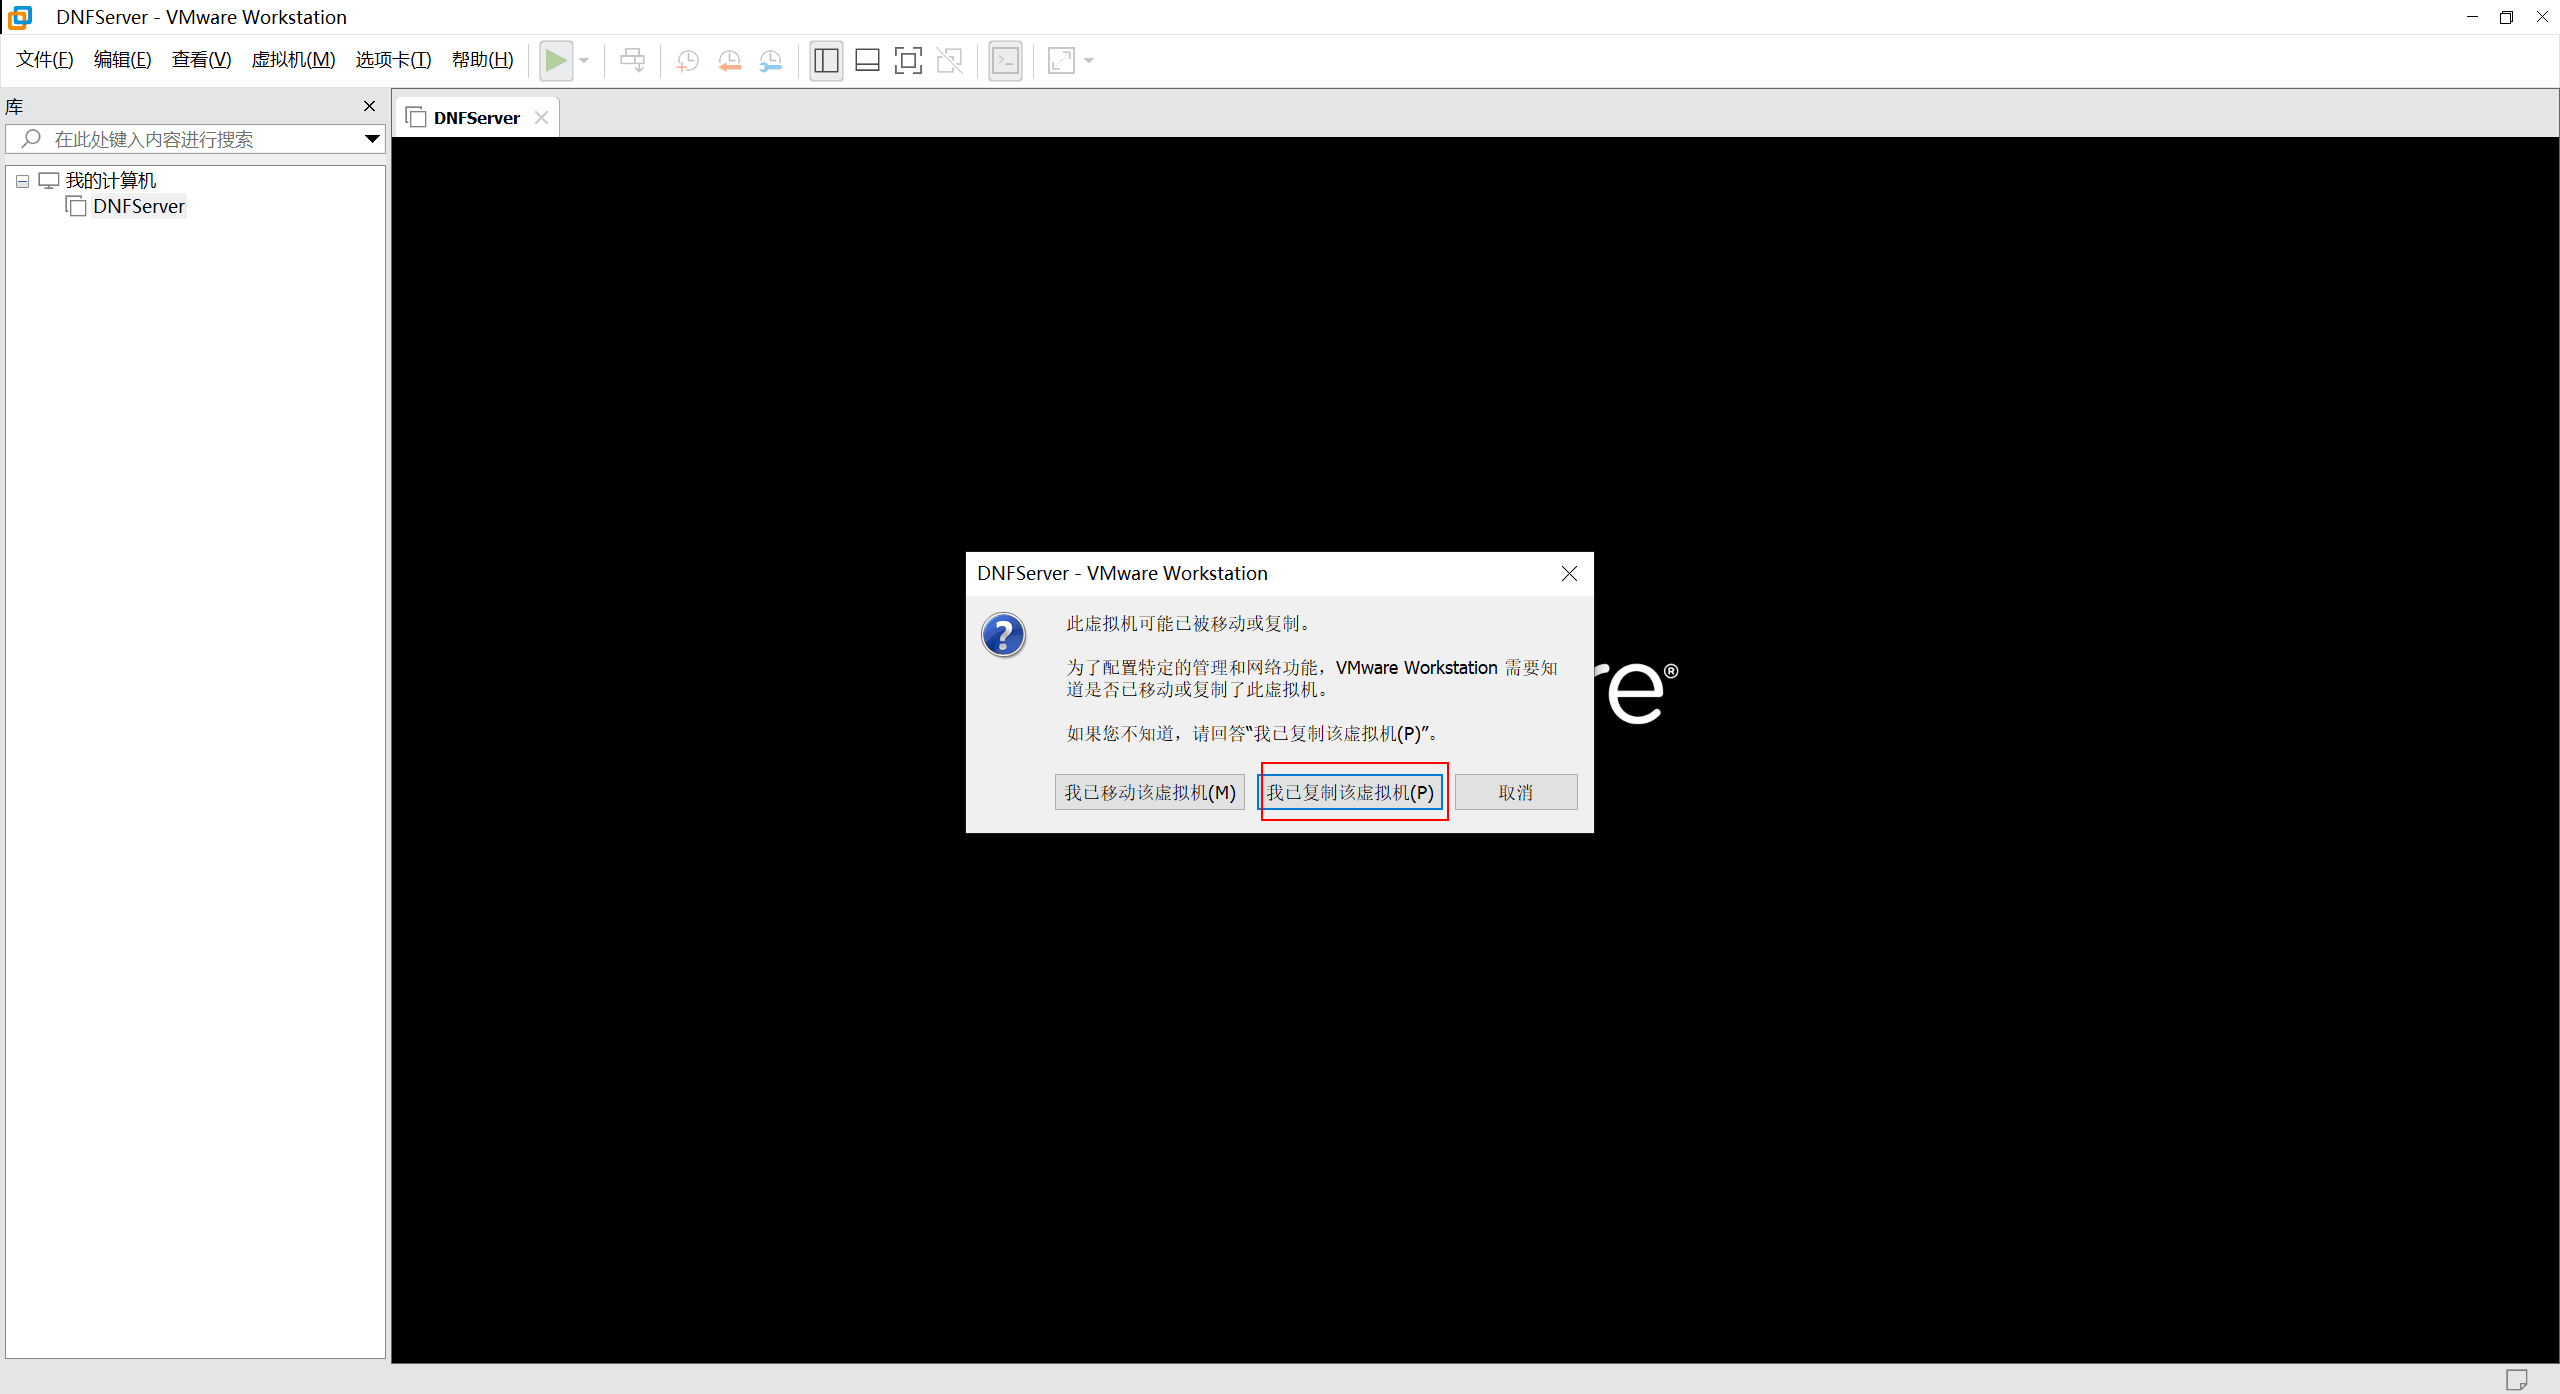 DNFServer - VMware Workstation
文件(F) 编辑(E) 查看(V) 虚拟机(M) 选项卡(T) 帮助(H)
库
在此处键入内容进行搜索
我的计算机
DNFServer
DNFServer
DNFServer - VMware Workstation
此虚拟机可能已被移动或复制。
为了配置特定的管理和网络功能，VMware Workstation 需要知
道是否已移动或复制了此虚拟机。
如果您不知道，请回答“我已复制该虚拟机(P)”。
我已移动该虚拟机(M) 我已复制该虚拟机(P) 取消
re®